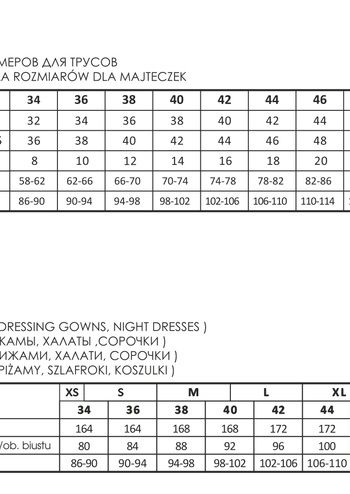 МЕРОВ ДЛЯ ТРУСОВ
A ROZMIARÓW DLA MAJTECZEK
34 36 38 40 42 44 46
32 34 36 38 40 42 44
S 36 38 40 42 44 46 48
8 10 12 14 16 18 20
58-62 62-66 66-70 70-74 74-78 78-82 82-86
86-90 90-94 94-98 98-102 102-106 106-110 110-114
DRESSING GOWNS, NIGHT DRESSES )
КАМЫ, ХАЛАТЫ ,СОРОЧКИ )
ИЖАМИ, ХАЛАТИ, СОРОЧКИ )
PIŻAMY, SZLAFROKI, KOSZULKI )
XS S M L XL
34 36 38 40 42 44
164 164 168 168 172 172
/ob. biustu 80 84 88 92 96 100
86-90 90-94 94-98 98-102 102-106 106-110